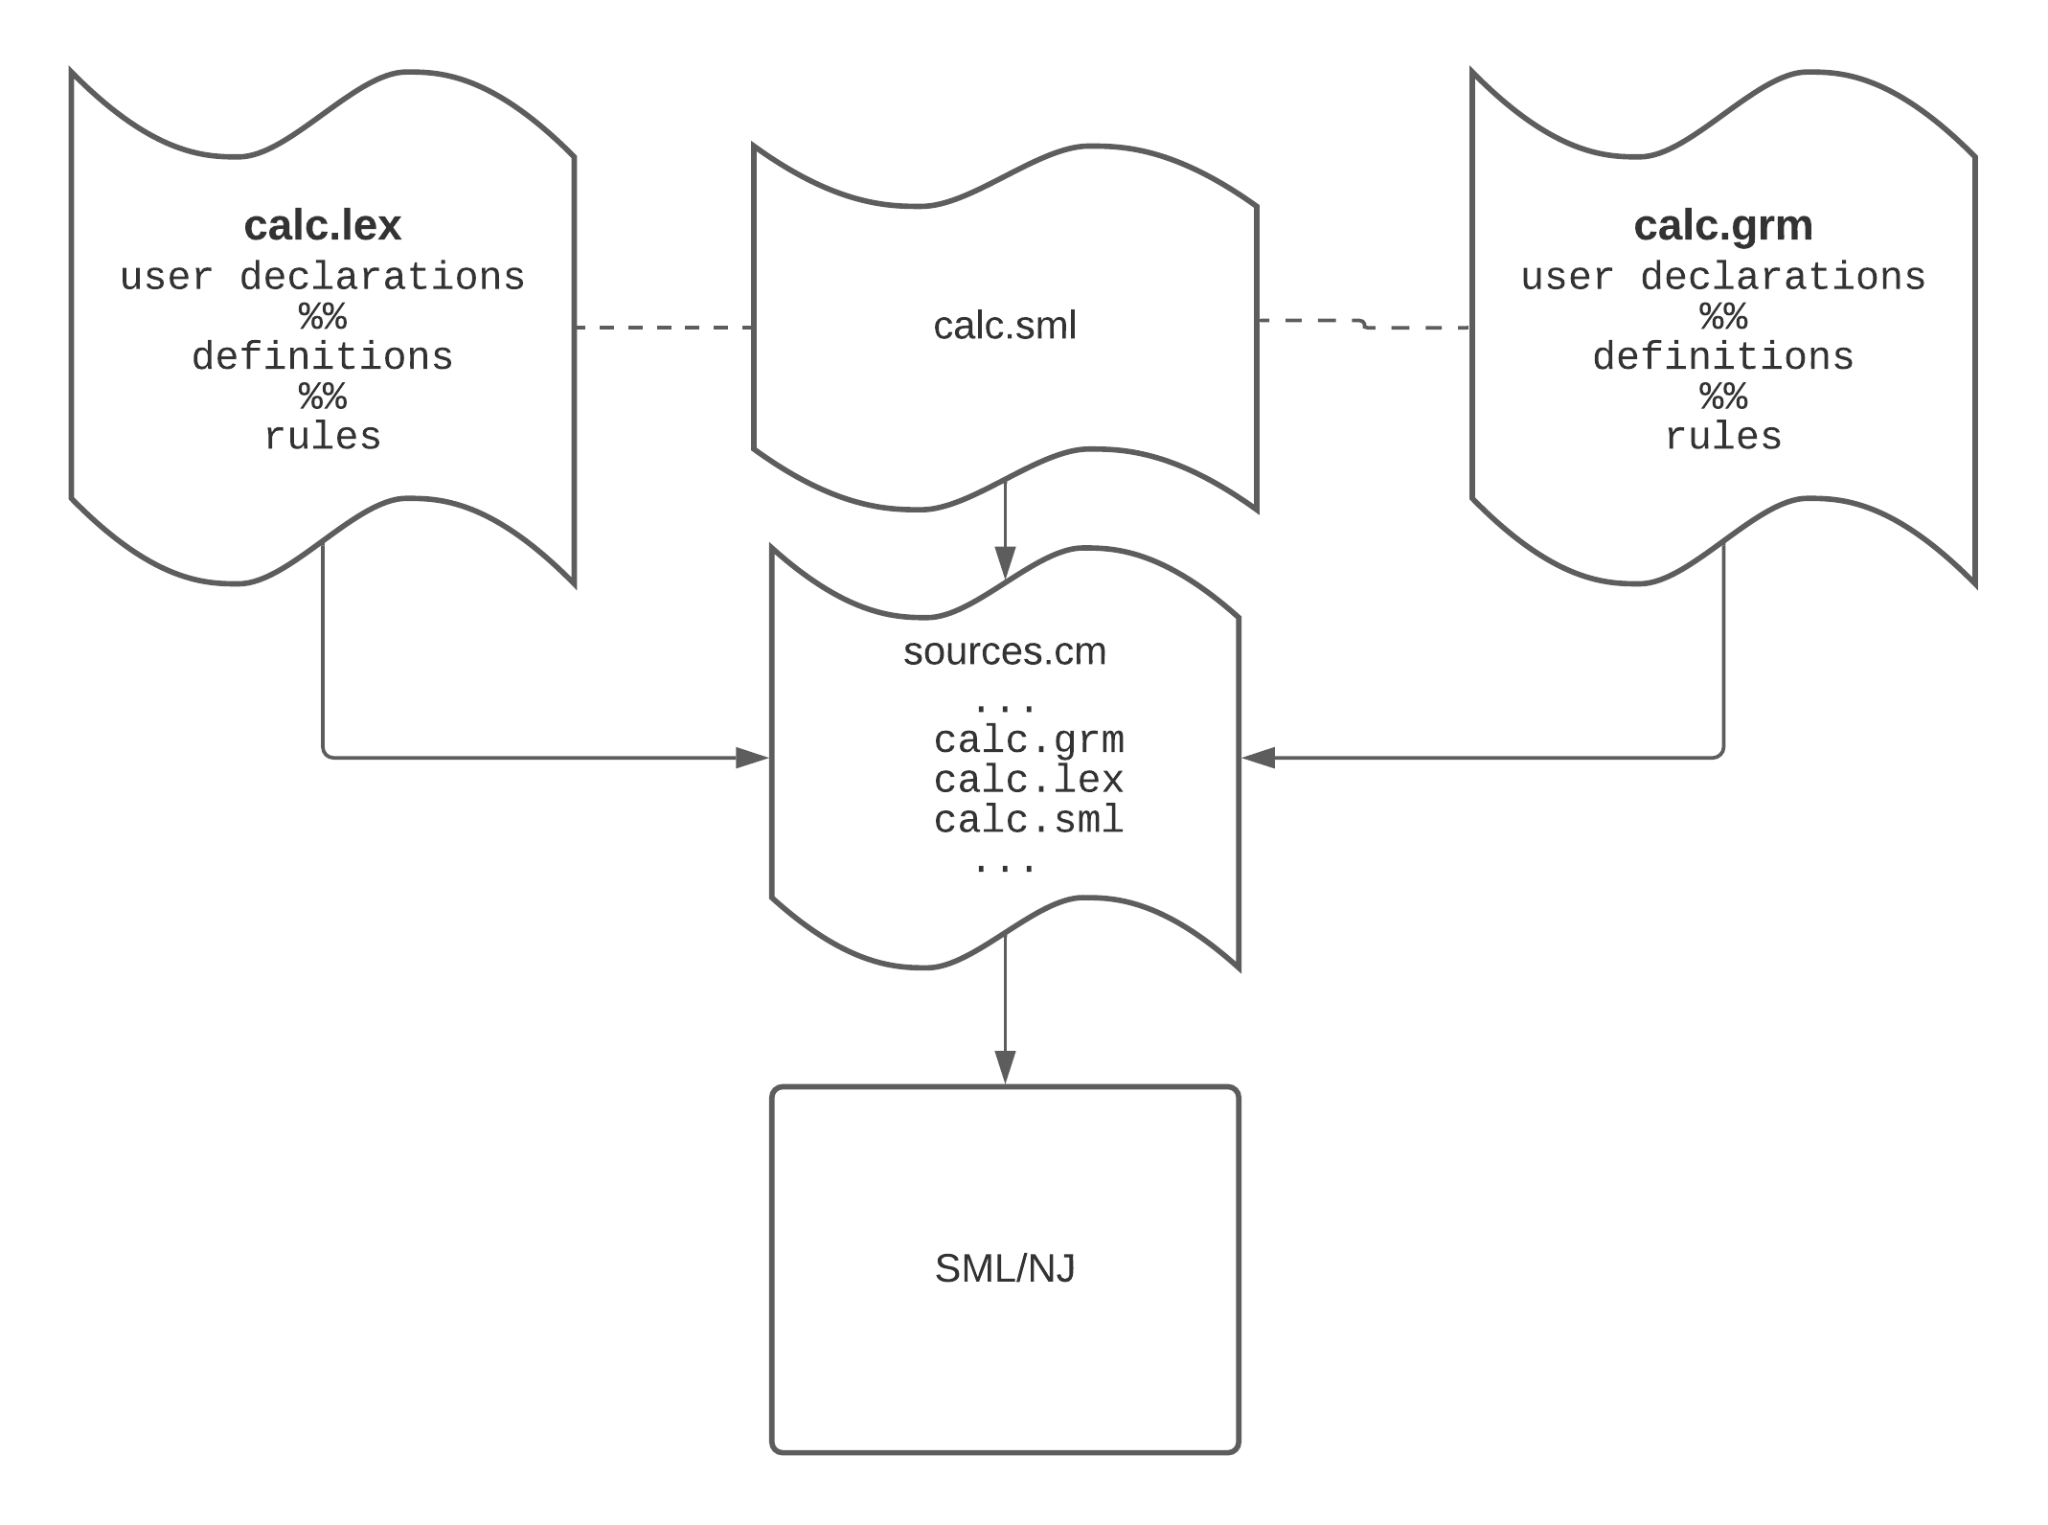 calc.lex
user declarations
%%
definitions
%%
rules
calc.sml
calc.grm
user declarations
%%
definitions
%%
rules
sources.cm
...
calc.grm
calc.lex
calc.sml
...
SML/NJ